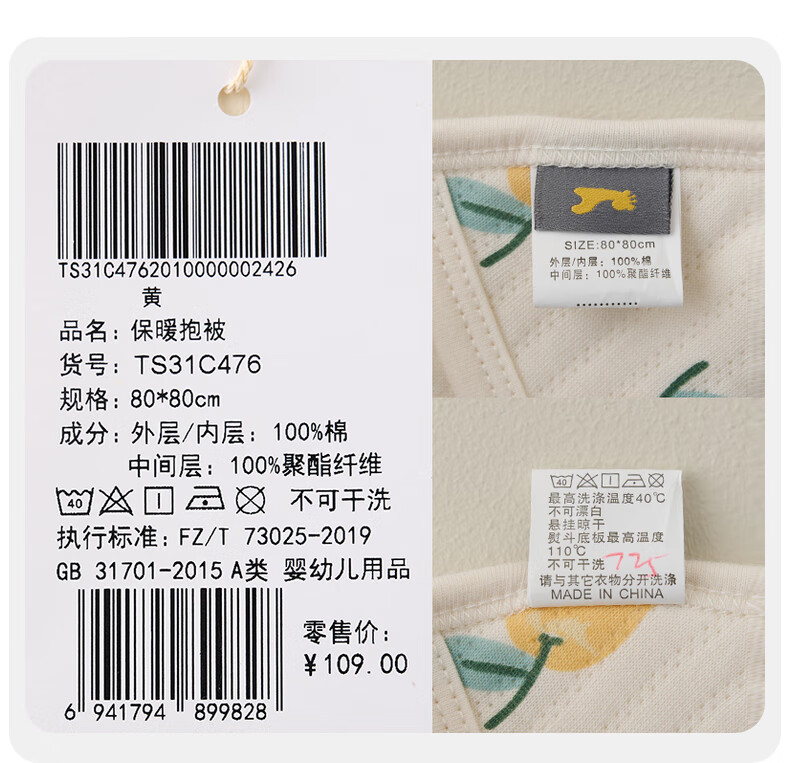 TS31C4762010000002426
黄
品名：保暖抱被
货号：TS31C476
规格：80*80cm
成分：外层/内层：100%棉
中间层：100%聚酯纤维
40 不可干洗
执行标准：FZ/T 73025-2019
GB 31701-2015 A类 婴幼儿用品
零售价：
¥109.00
6 941794 899828
SIZE:80*80cm
外层/内层：100%棉
中间层：100%聚酯纤维
40
最高洗涤温度40℃
不可漂白
悬挂晾干
熨斗底板最高温度
110℃
不可干洗
请与其它衣物分开洗涤
MADE IN CHINA